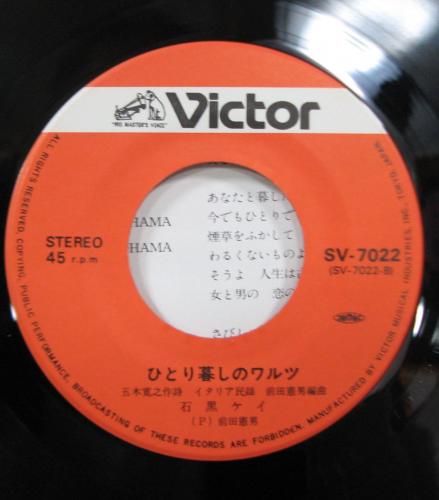 "HIS MASTER'S VOICE"
Victor
ALL RIGHTS RESERVED. COPYING, PUBLIC PERFORMANCE, BROADCASTING OF THESE RECORDS ARE FORBIDDEN. MANUFACTURED BY VICTOR MUSICAL INDUSTRIES, INC. TOKYO, JAPAN.
STEREO
45 r.p.m
SV-7022
(SV-7022-B)
HAMA
HAMA
あなたと暮し
今でもひとりで
煙草をふかして
わるくないものよ
そうよ 人生は
女と男の 恋の
さびし
ひとり暮しのワルツ
五木寛之作詩 イタリア民謡 前田憲男編曲
石黒ケイ
(P) 前田憲男